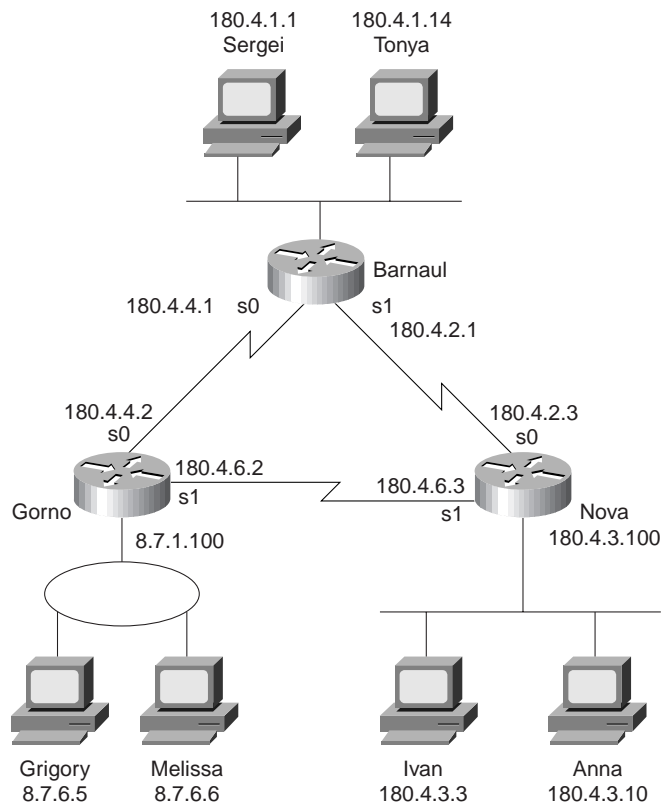 180.4.1.1
Sergei
180.4.1.14
Tonya
Barnaul
180.4.4.1
s0
s1
180.4.2.1
180.4.4.2
s0
180.4.2.3
s0
180.4.6.2
s1
180.4.6.3
s1
Gorno
Nova
180.4.3.100
8.7.1.100
Grigory
8.7.6.5
Melissa
8.7.6.6
Ivan
180.4.3.3
Anna
180.4.3.10